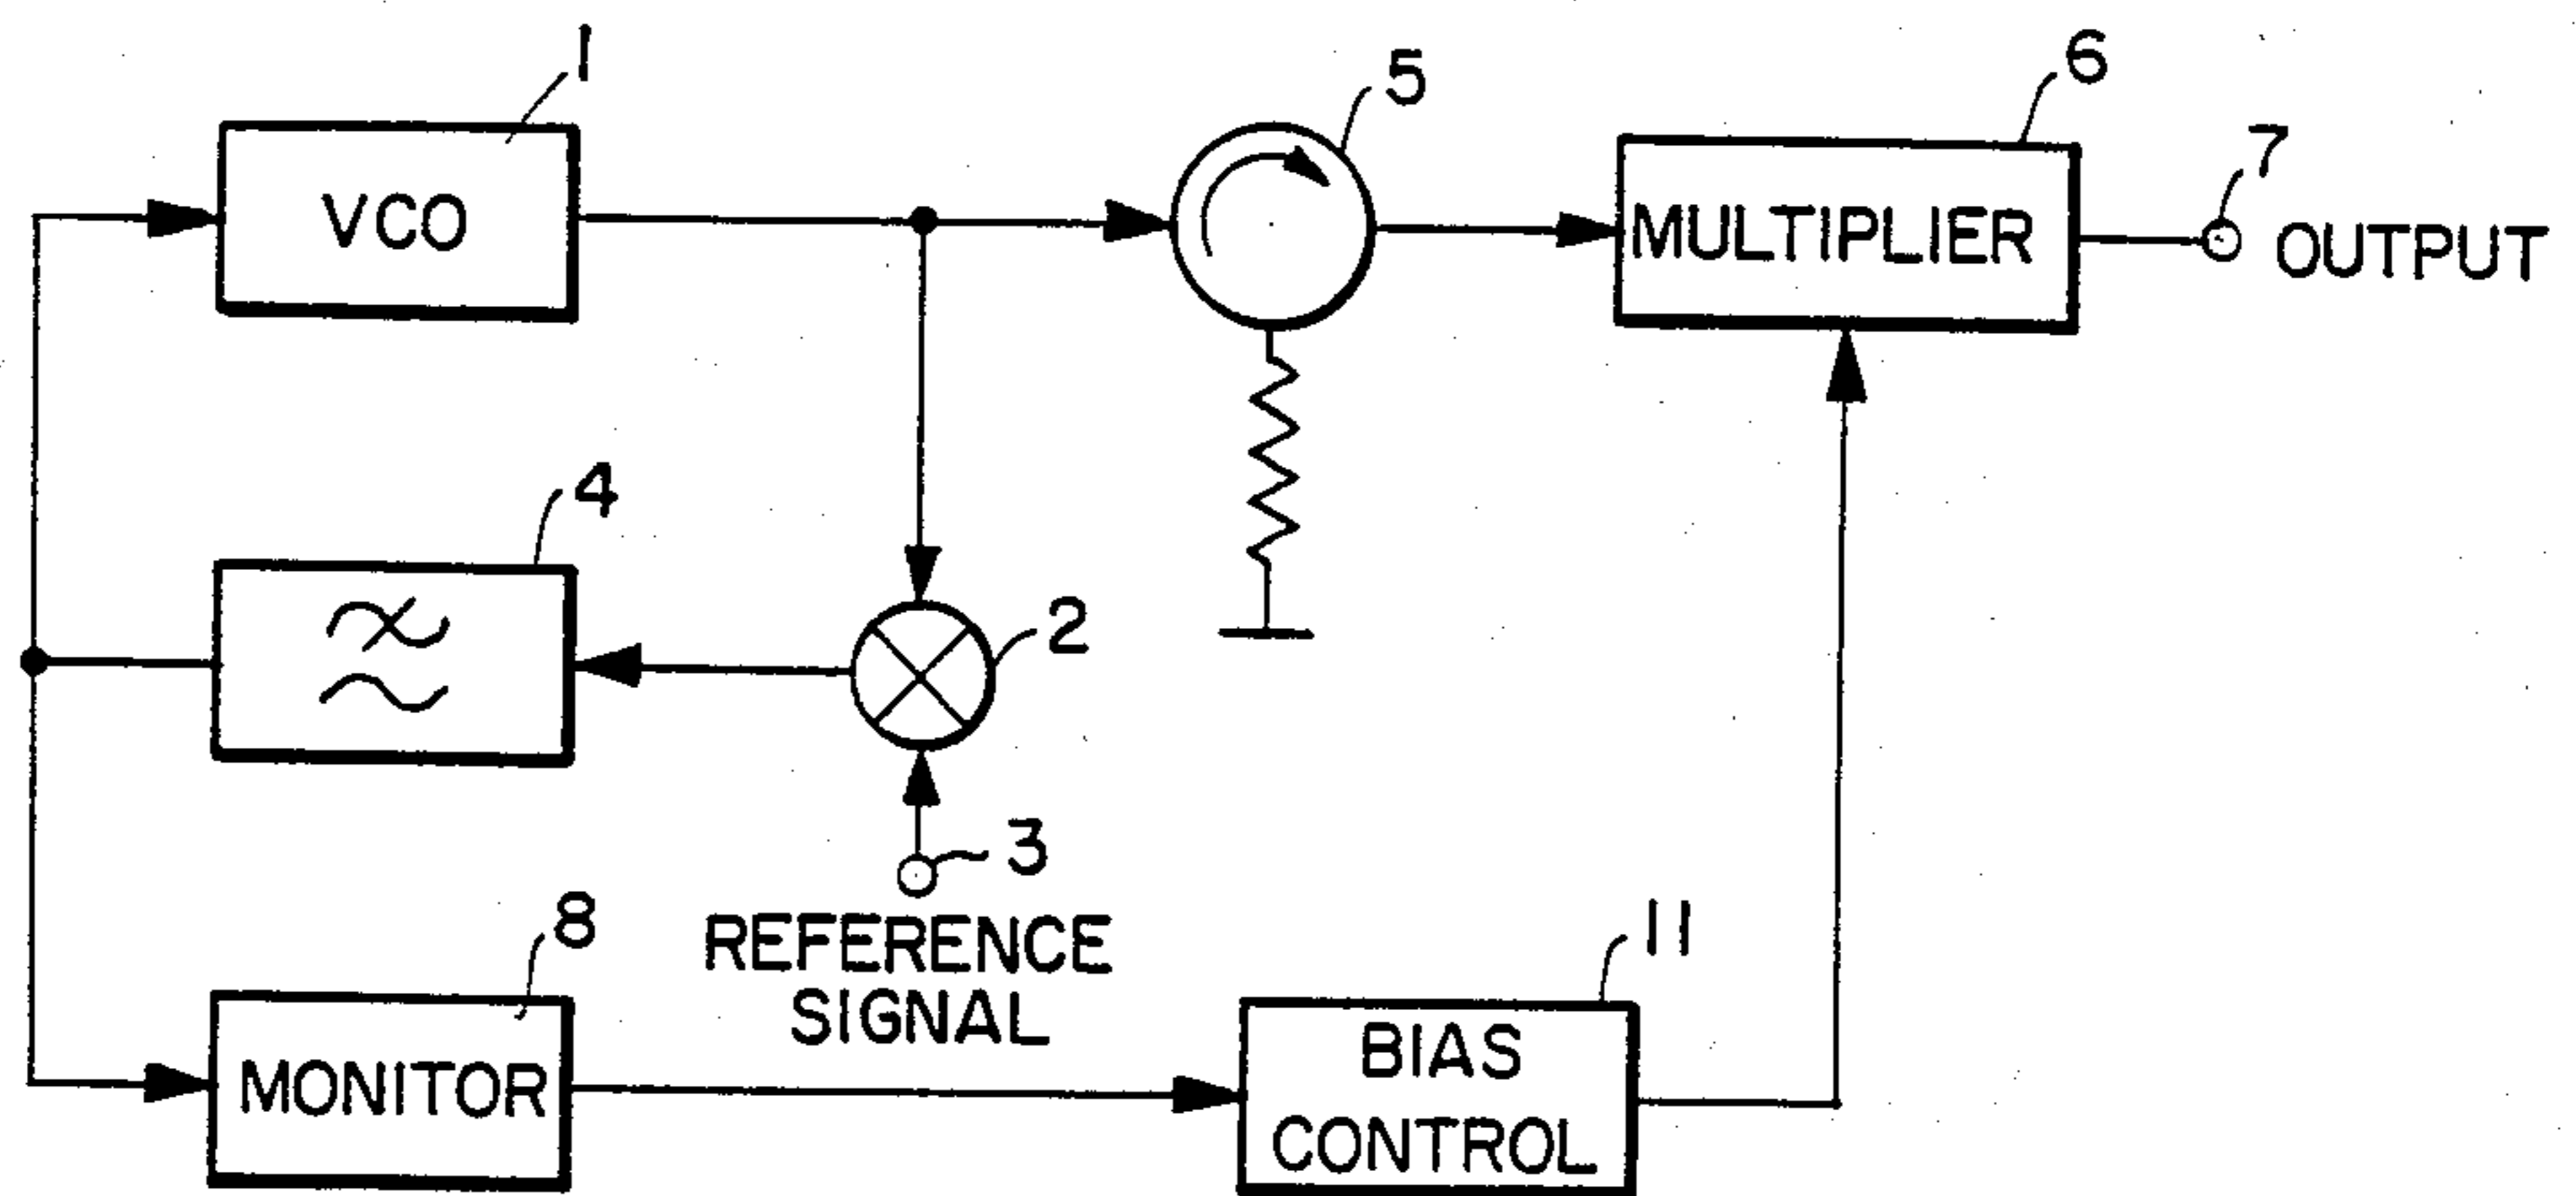 1
VCO
5
6
MULTIPLIER
7
OUTPUT
4
2
3
REFERENCE
SIGNAL
8
MONITOR
11
BIAS
CONTROL